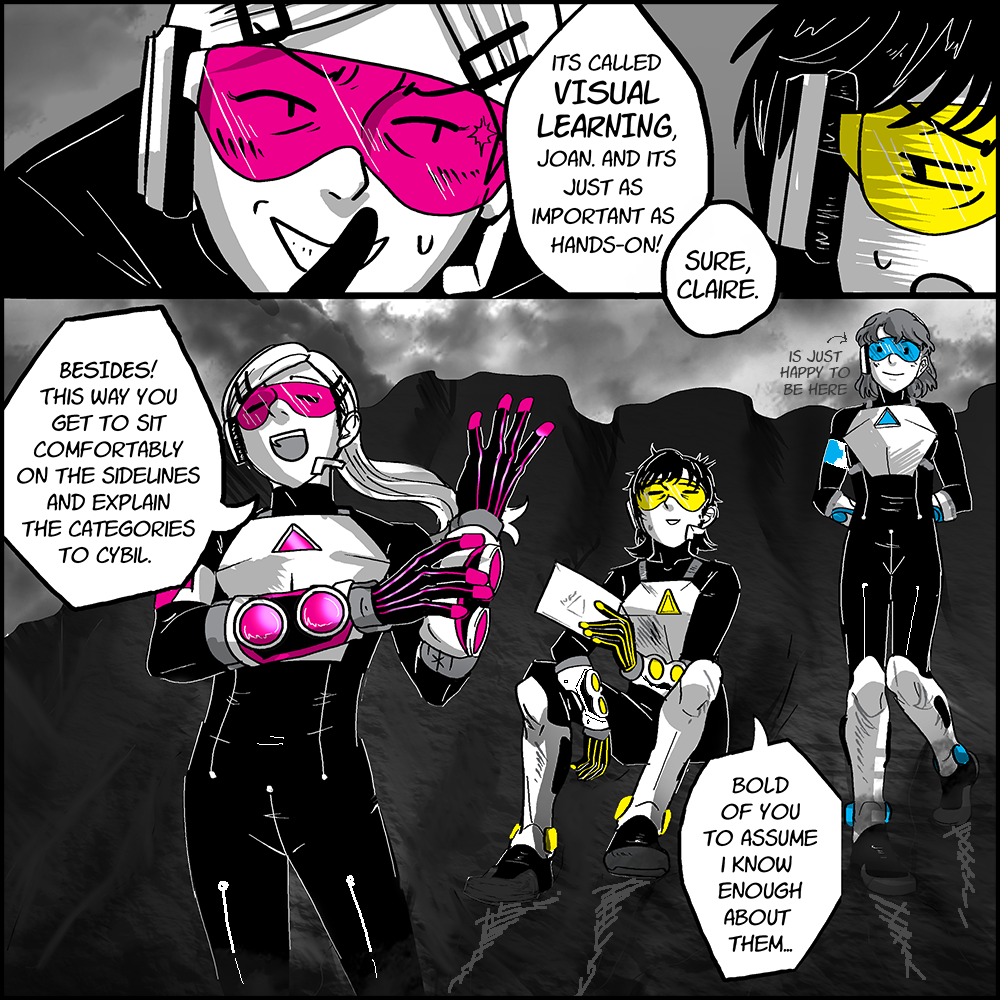 ITS CALLED
VISUAL
LEARNING,
JOAN. AND ITS
JUST AS
IMPORTANT AS
HANDS-ON!
SURE,
CLAIRE.
BESIDES!
THIS WAY YOU
GET TO SIT
COMFORTABLY
ON THE SIDELINES
AND EXPLAIN
THE CATEGORIES
TO CYBIL.
IS JUST
HAPPY TO
BE HERE
BOLD
OF YOU
TO ASSUME
I KNOW
ENOUGH
ABOUT
THEM...